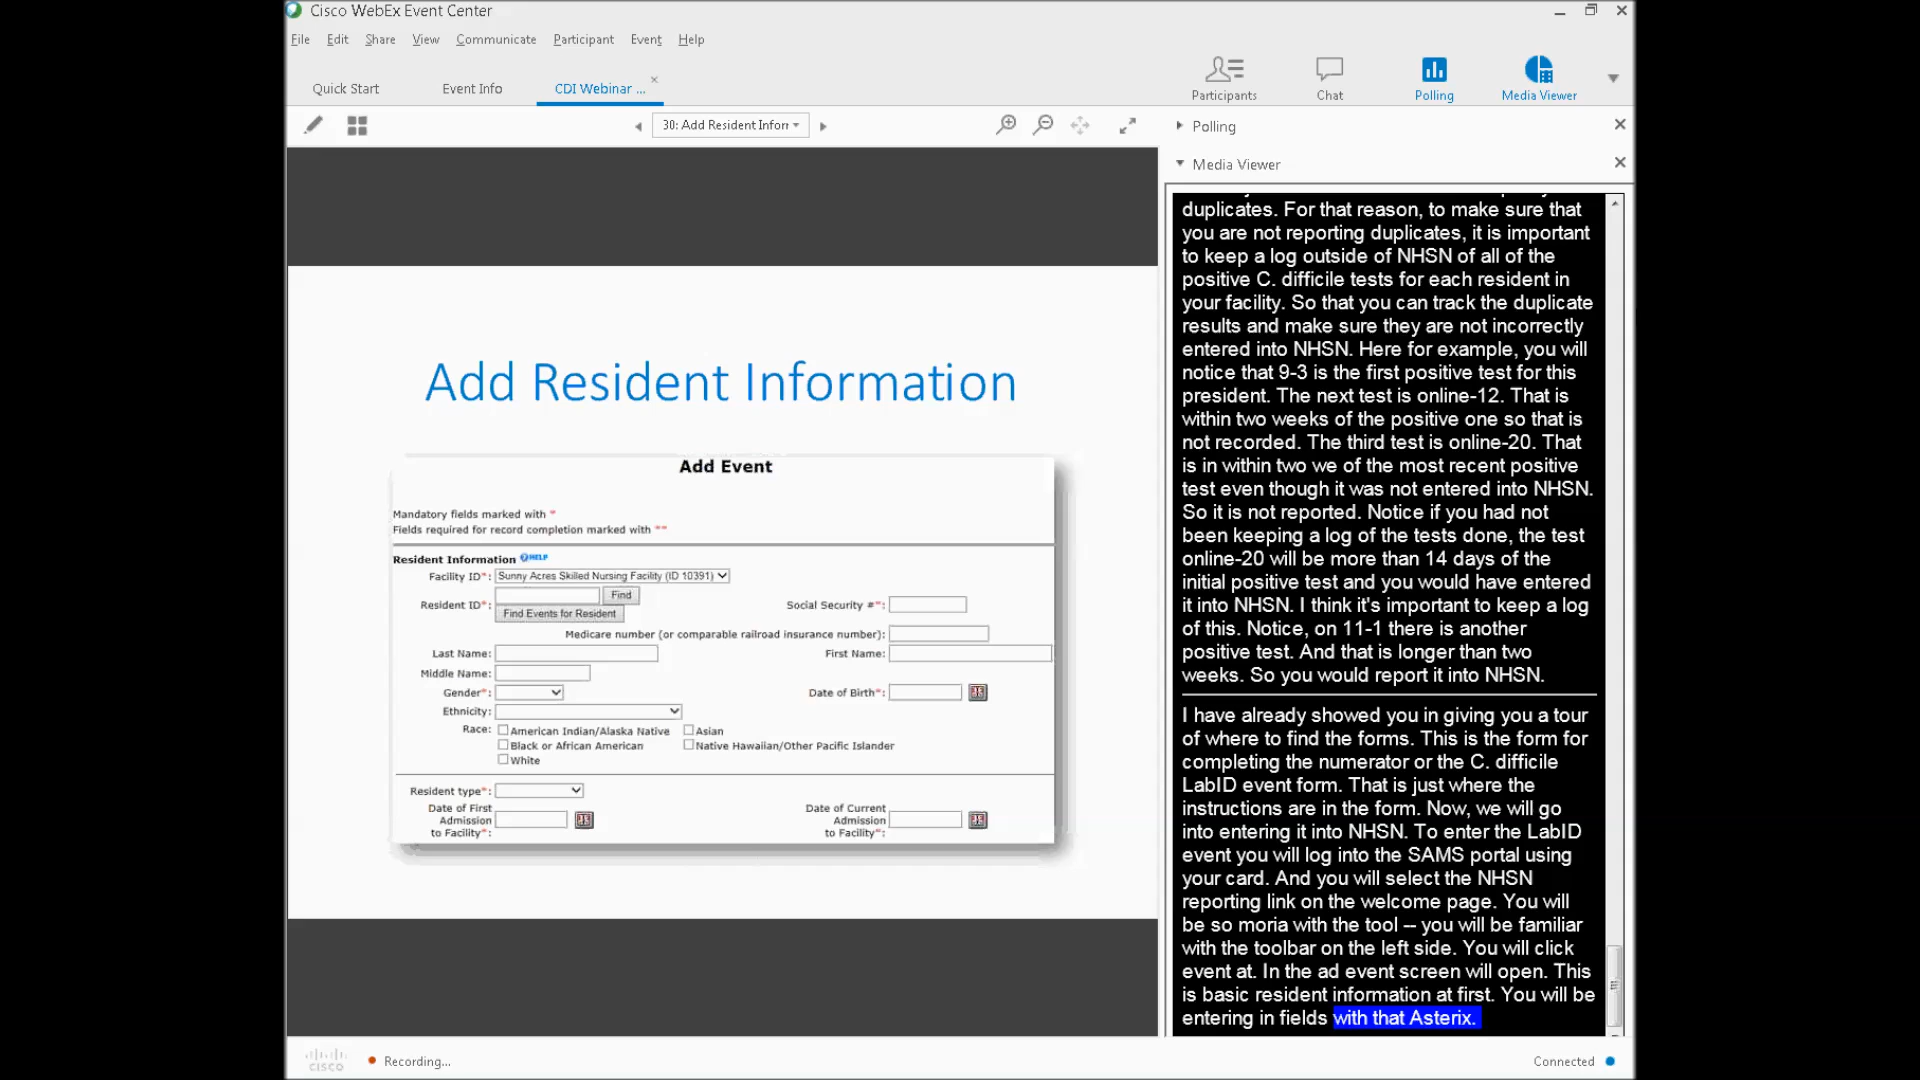 Cisco WebEx Event Center
File Edit Share View Communicate Participant Event Help
Quick Start Event Info CDI Webinar ...
Participants Chat Polling Media Viewer
30: Add Resident Inforr
Polling
Media Viewer
Add Resident Information
Add Event
Mandatory fields marked with *
Fields required for record completion marked with **
Resident Information HELP
Facility ID*: Sunny Acres Skilled Nursing Facility (ID 10391)
Resident ID*: Find
Find Events for Resident
Social Security #*:
Medicare number (or comparable railroad insurance number):
Last Name: First Name:
Middle Name:
Gender*: Date of Birth*:
Ethnicity:
Race: American Indian/Alaska Native Asian
Black or African American Native Hawaiian/Other Pacific Islander
White
Resident type*:
Date of First Admission to Facility*:
Date of Current Admission to Facility*:
duplicates. For that reason, to make sure that
you are not reporting duplicates, it is important
to keep a log outside of NHSN of all of the
positive C. difficile tests for each resident in
your facility. So that you can track the duplicate
results and make sure they are not incorrectly
entered into NHSN. Here for example, you will
notice that 9-3 is the first positive test for this
president. The next test is online-12. That is
within two weeks of the positive one so that is
not recorded. The third test is online-20. That
is in within two we of the most recent positive
test even though it was not entered into NHSN.
So it is not reported. Notice if you had not
been keeping a log of the tests done, the test
online-20 will be more than 14 days of the
initial positive test and you would have entered
it into NHSN. I think it's important to keep a log
of this. Notice, on 11-1 there is another
positive test. And that is longer than two
weeks. So you would report it into NHSN.
I have already showed you in giving you a tour
of where to find the forms. This is the form for
completing the numerator or the C. difficile
LabID event form. That is just where the
instructions are in the form. Now, we will go
into entering it into NHSN. To enter the LabID
event you will log into the SAMS portal using
your card. And you will select the NHSN
reporting link on the welcome page. You will
be so moria with the tool -- you will be familiar
with the toolbar on the left side. You will click
event at. In the ad event screen will open. This
is basic resident information at first. You will be
entering in fields with that Asterix.
cisco Recording... Connected